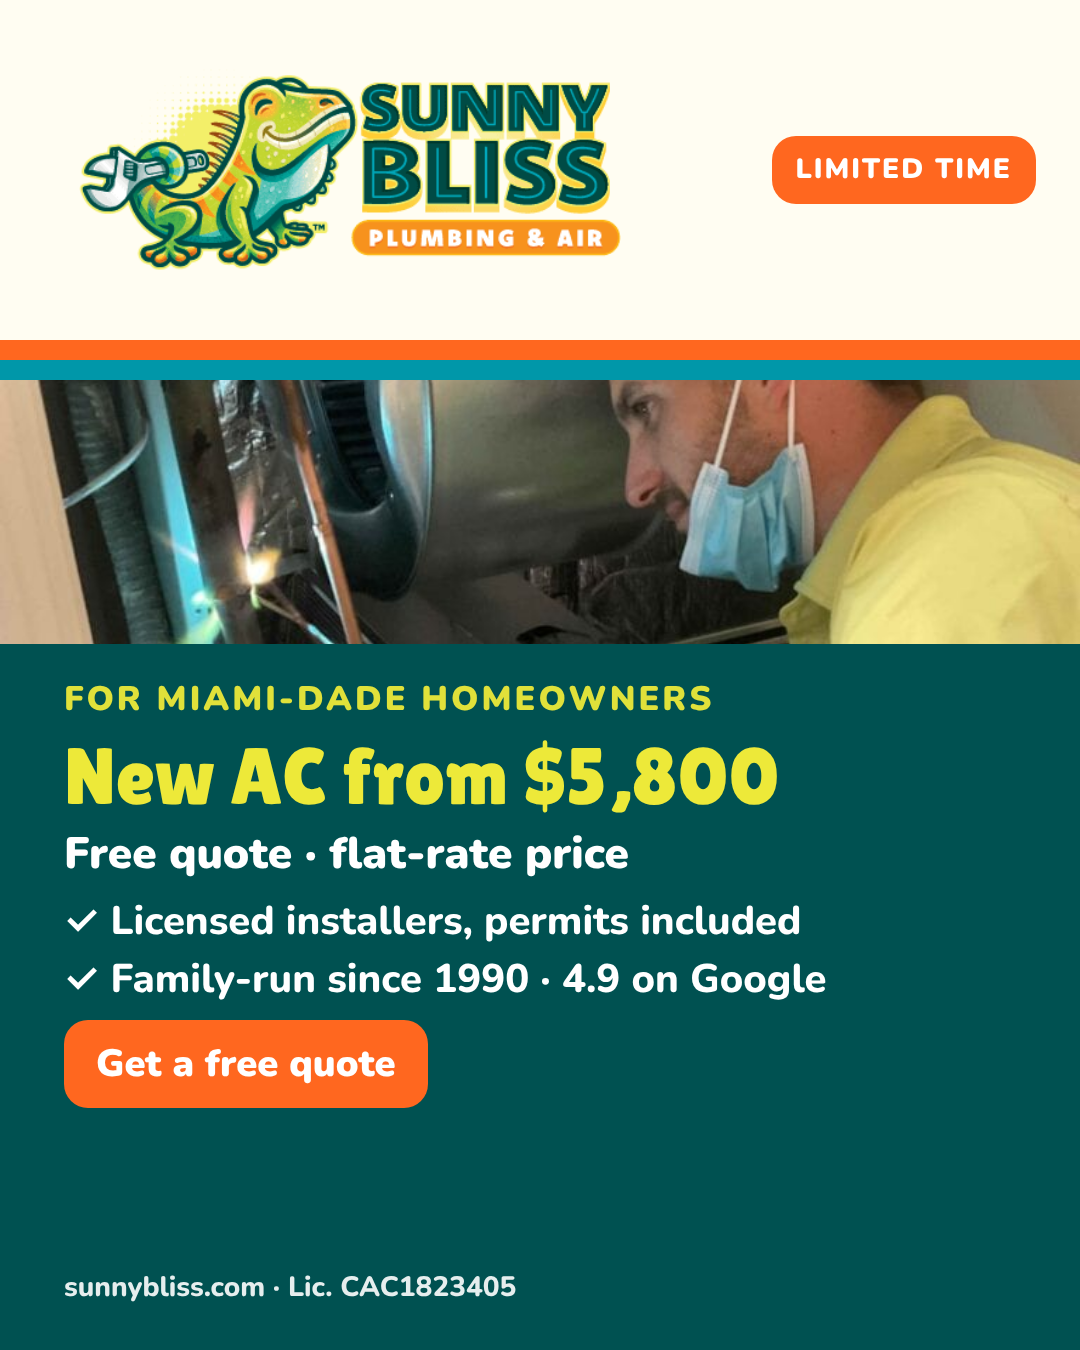 SUNNY
BLISS
PLUMBING & AIR
™
LIMITED TIME
FOR MIAMI-DADE HOMEOWNERS
New AC from $5,800
Free quote · flat-rate price
✓ Licensed installers, permits included
✓ Family-run since 1990 · 4.9 on Google
Get a free quote
sunnybliss.com · Lic. CAC1823405